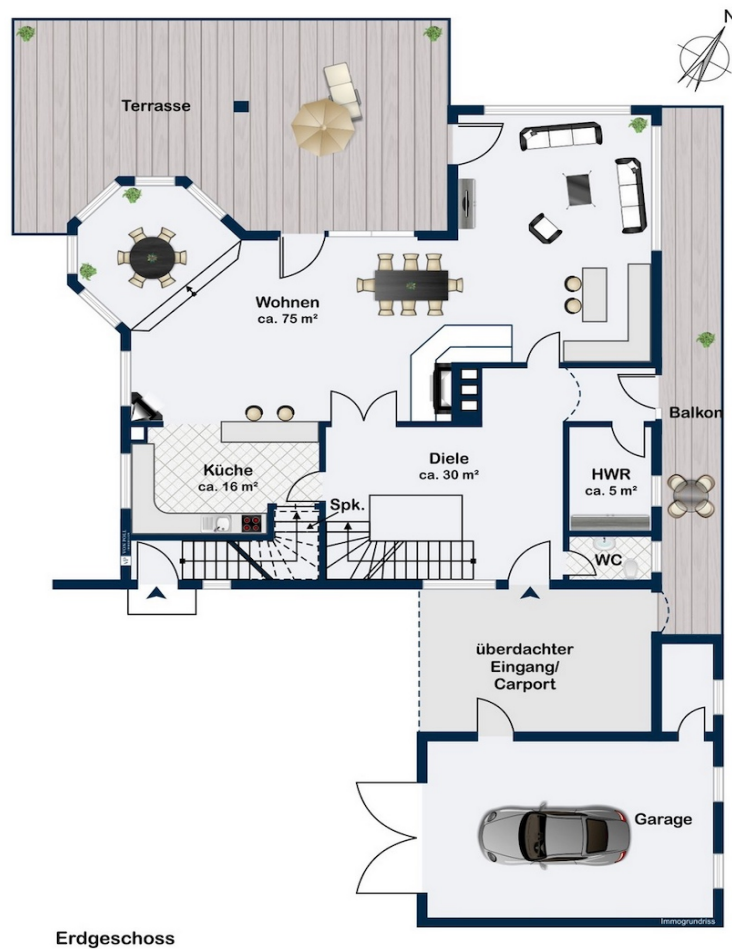 N
Terrasse
Wohnen
ca. 75 m²
Balkon
Küche
ca. 16 m²
Diele
ca. 30 m²
HWR
ca. 5 m²
Spk.
WC
überdachter
Eingang/
Carport
Garage
Immogrundriss
Erdgeschoss